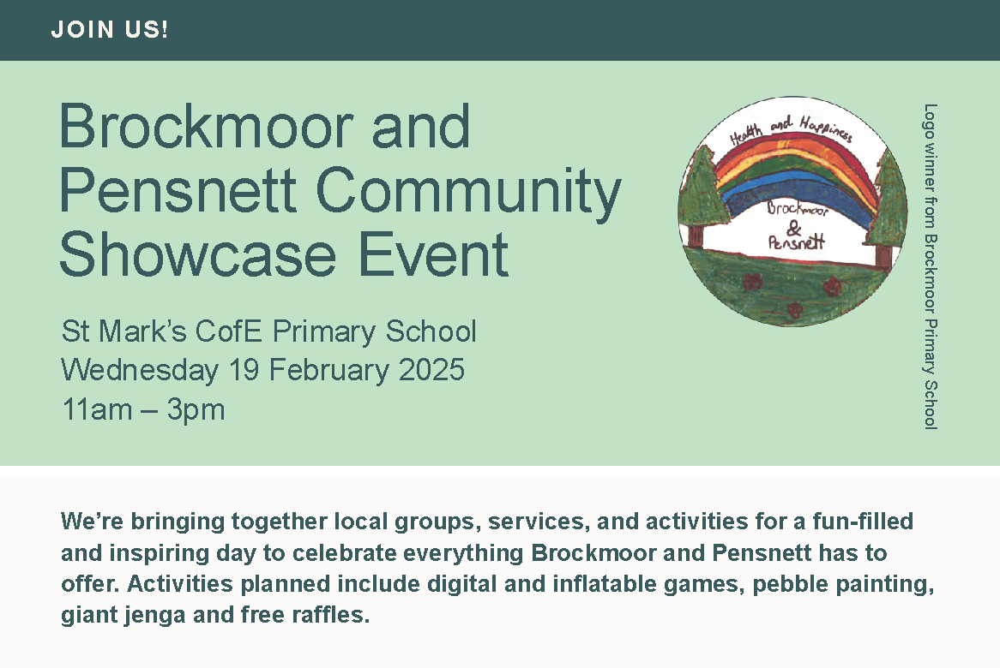 JOIN US!
Brockmoor and
Pensnett Community
Showcase Event
St Mark’s CofE Primary School
Wednesday 19 February 2025
11am – 3pm
Health and Happiness
Brockmoor
&
Pensnett
Logo winner from Brockmoor Primary School
We’re bringing together local groups, services, and activities for a fun-filled
and inspiring day to celebrate everything Brockmoor and Pensnett has to
offer. Activities planned include digital and inflatable games, pebble painting,
giant jenga and free raffles.